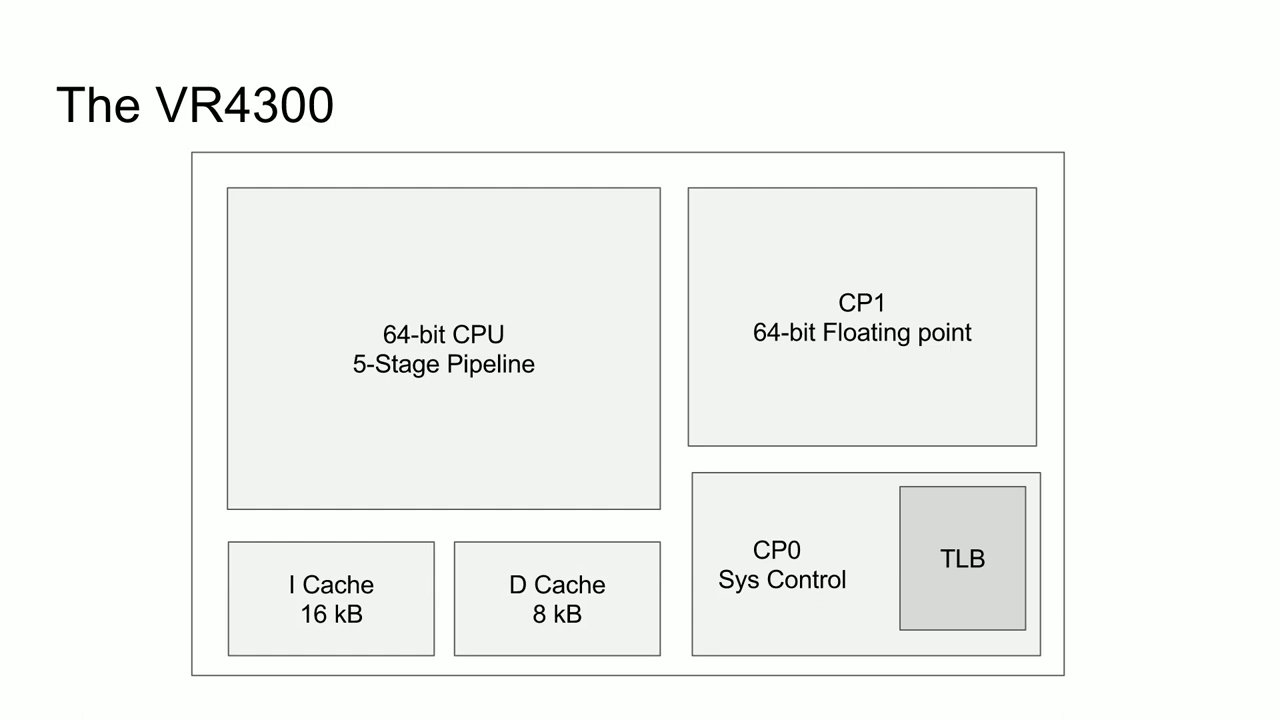 The VR4300
64-bit CPU
5-Stage Pipeline
CP1
64-bit Floating point
I Cache
16 kB
D Cache
8 kB
CP0
Sys Control
TLB